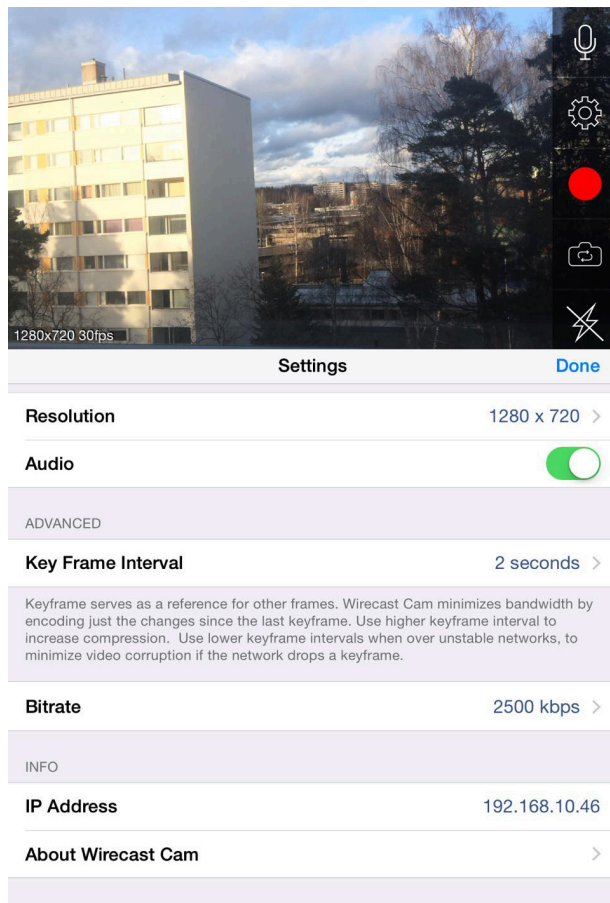 1280x720 30fps
Settings Done
Resolution 1280 x 720
Audio
ADVANCED
Key Frame Interval 2 seconds
Keyframe serves as a reference for other frames. Wirecast Cam minimizes bandwidth by
encoding just the changes since the last keyframe. Use higher keyframe interval to
increase compression.  Use lower keyframe intervals when over unstable networks, to
minimize video corruption if the network drops a keyframe.
Bitrate 2500 kbps
INFO
IP Address 192.168.10.46
About Wirecast Cam